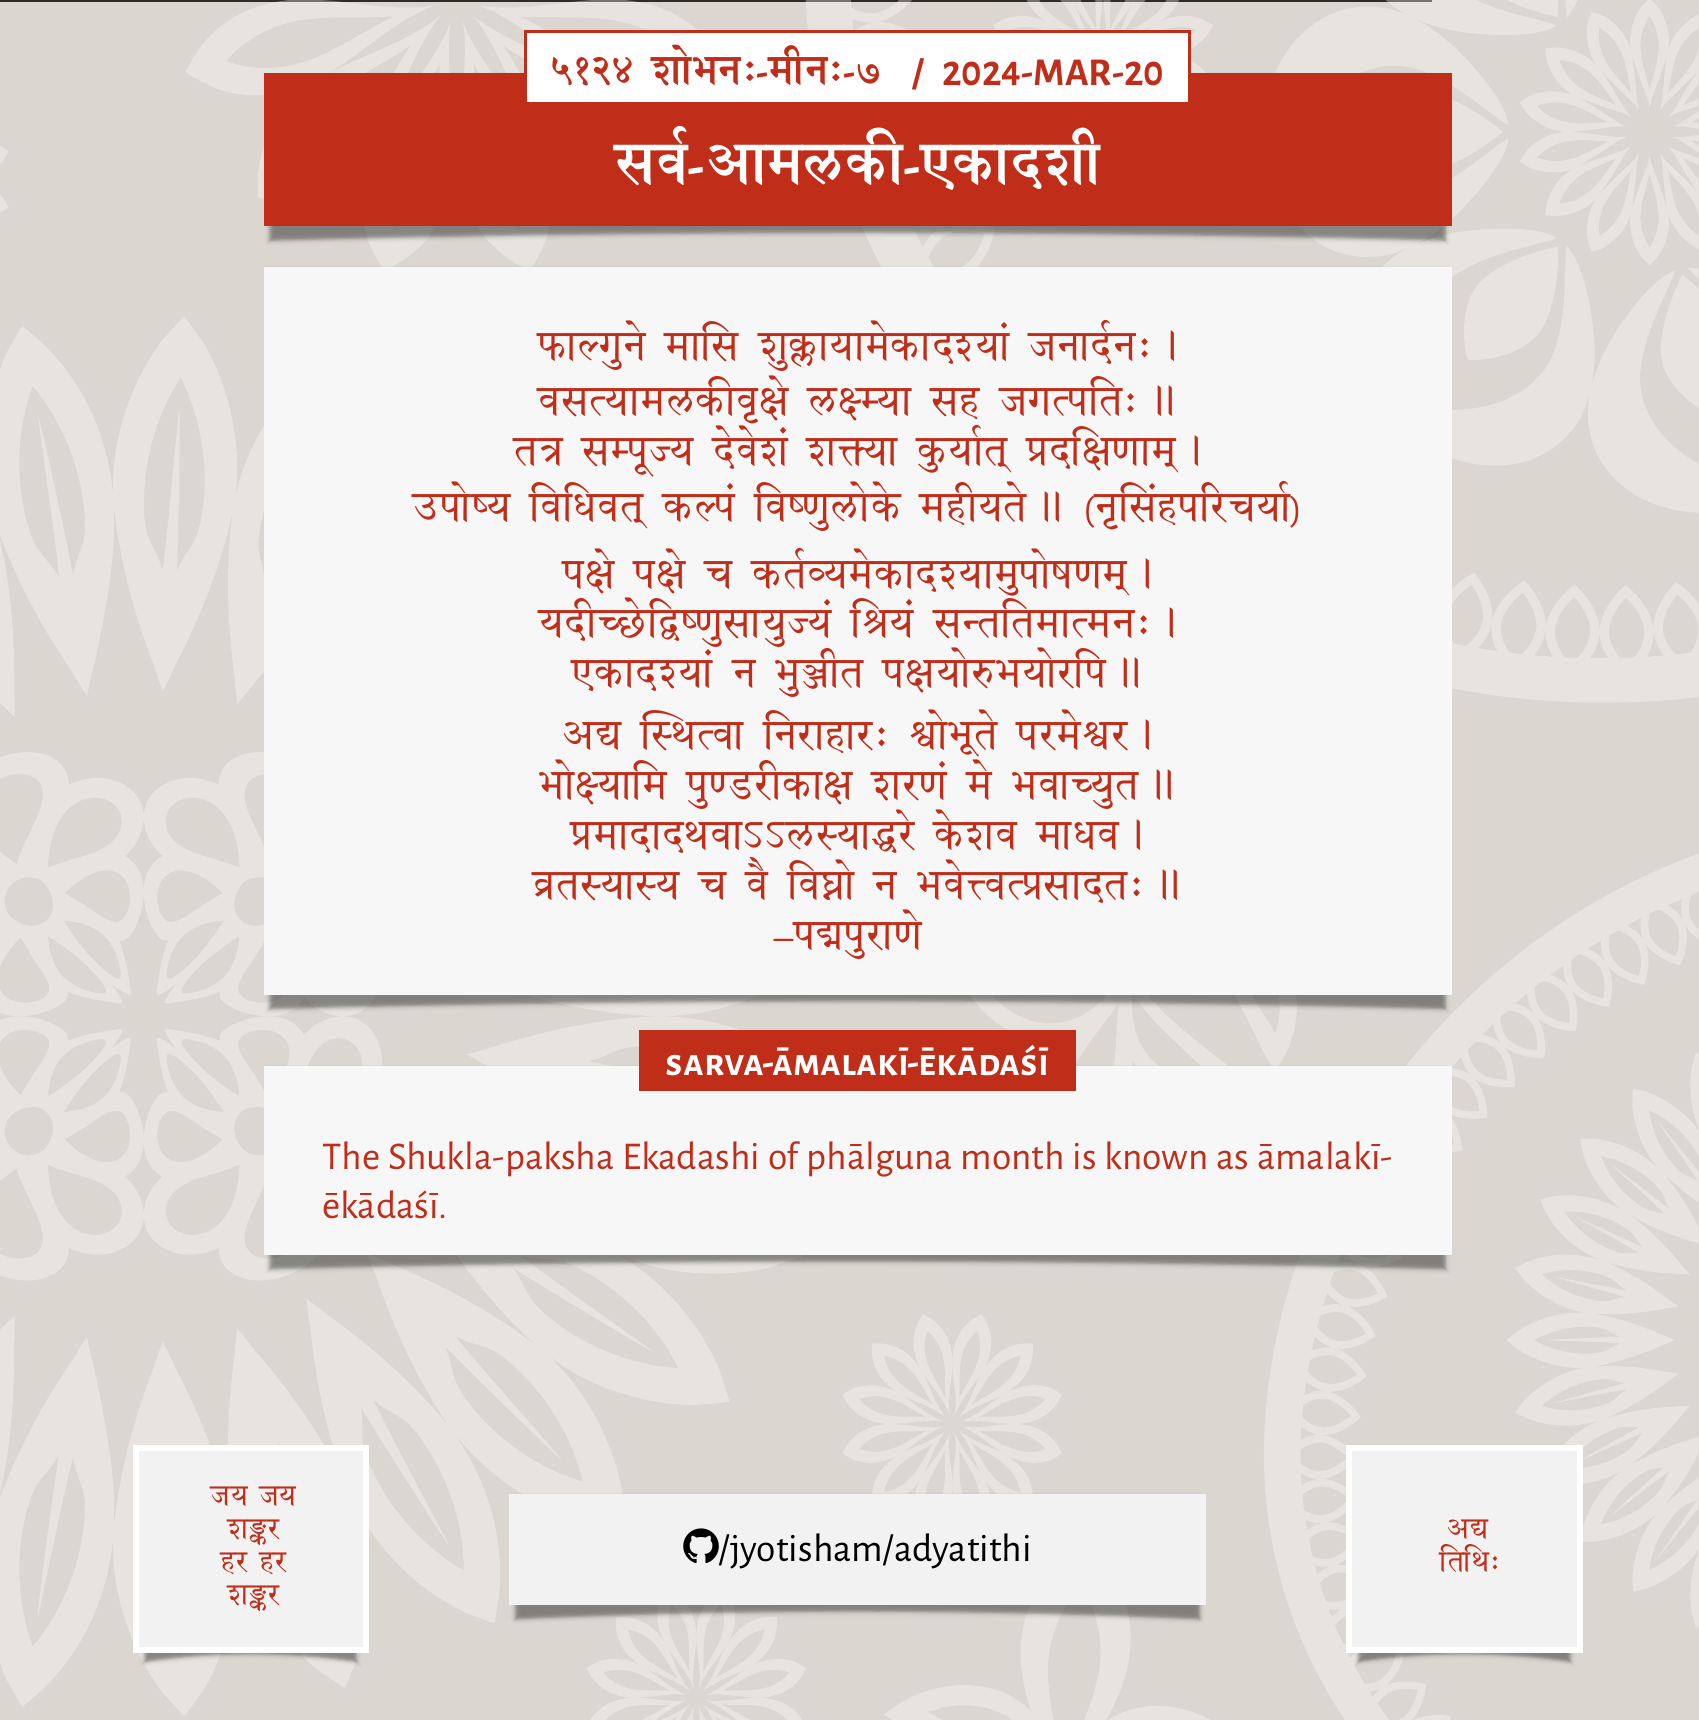 ५१२४ शोभनः-मीनः-७ / 2024-MAR-20
सर्व-आमलकी-एकादशी
फाल्गुने मासि शुक्लायामेकादश्यां जनार्दनः ।
वसत्यामलकीवृक्षे लक्ष्म्या सह जगत्पतिः ॥
तत्र सम्पूज्य देवेशं शक्त्या कुर्यात् प्रदक्षिणाम् ।
उपोष्य विधिवत् कल्पं विष्णुलोके महीयते ॥ (नृसिंहपरिचर्या)
पक्षे पक्षे च कर्तव्यमेकादश्यामुपोषणम् ।
यदीच्छेद्विष्णुसायुज्यं श्रियं सन्ततिमात्मनः ।
एकादश्यां न भुञ्जीत पक्षयोरुभयोरपि ॥
अद्य स्थित्वा निराहारः श्वोभूते परमेश्वर ।
भोक्ष्यामि पुण्डरीकाक्ष शरणं मे भवाच्युत ॥
प्रमादादथवाऽऽलस्याद्धरे केशव माधव ।
व्रतस्यास्य च वै विघ्नो न भवेत्त्वत्प्रसादतः ॥
–पद्मपुराणे
SARVA-ĀMALAKĪ-ĒKĀDAŚĪ
The Shukla-paksha Ekadashi of phālguna month is known as āmalakī-
ēkādaśī.
जय जय
शङ्कर
हर हर
शङ्कर
/jyotisham/adyatithi
अद्य
तिथिः